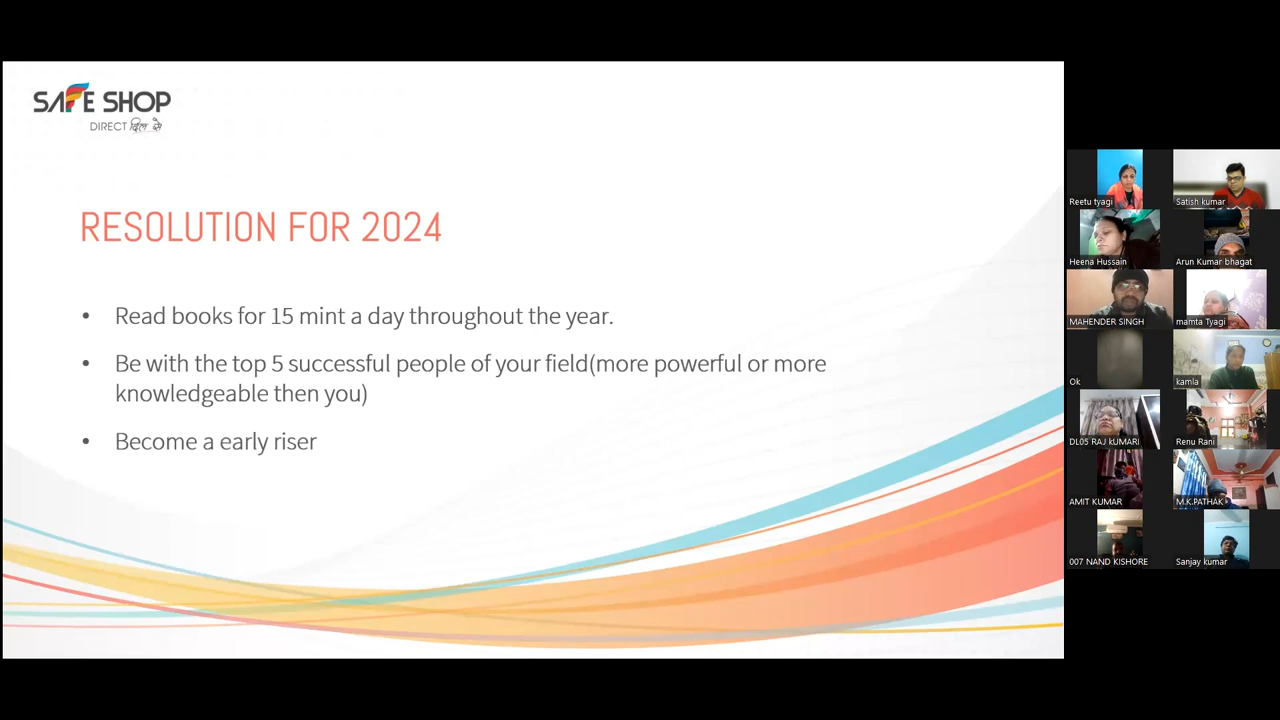 SAFE SHOP
DIRECT दिल से
RESOLUTION FOR 2024
• Read books for 15 mint a day throughout the year.
• Be with the top 5 successful people of your field(more powerful or more
knowledgeable then you)
• Become a early riser
Reetu tyagi
Satish kumar
Heena Hussain
Arun Kumar bhagat
MAHENDER SINGH
mamta Tyagi
Ok
kamla
DL05 RAJ kUMARI
Renu Rani
AMIT KUMAR
M.K.PATHAK
007 NAND KISHORE
Sanjay kumar